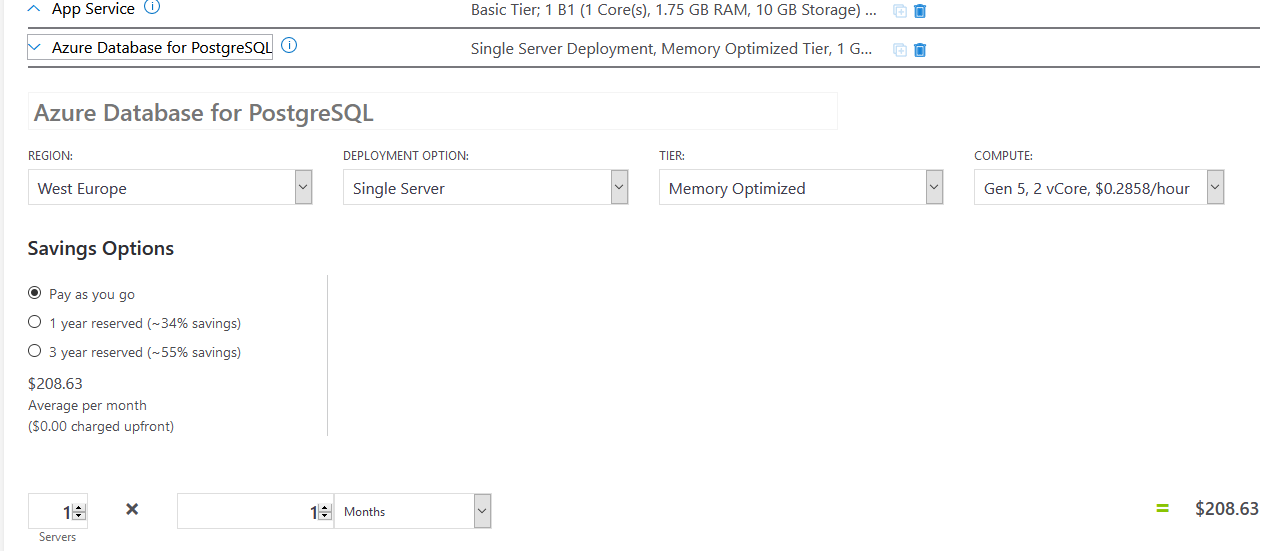 App Service Basic Tier; 1 B1 (1 Core(s), 1.75 GB RAM, 10 GB Storage) ...
Azure Database for PostgreSQL Single Server Deployment, Memory Optimized Tier, 1 G...
Azure Database for PostgreSQL
REGION: DEPLOYMENT OPTION: TIER: COMPUTE:
West Europe Single Server Memory Optimized Gen 5, 2 vCore, $0.2858/hour
Savings Options
Pay as you go
1 year reserved (~34% savings)
3 year reserved (~55% savings)
$208.63
Average per month
($0.00 charged upfront)
1 × 1 Months = $208.63
Servers